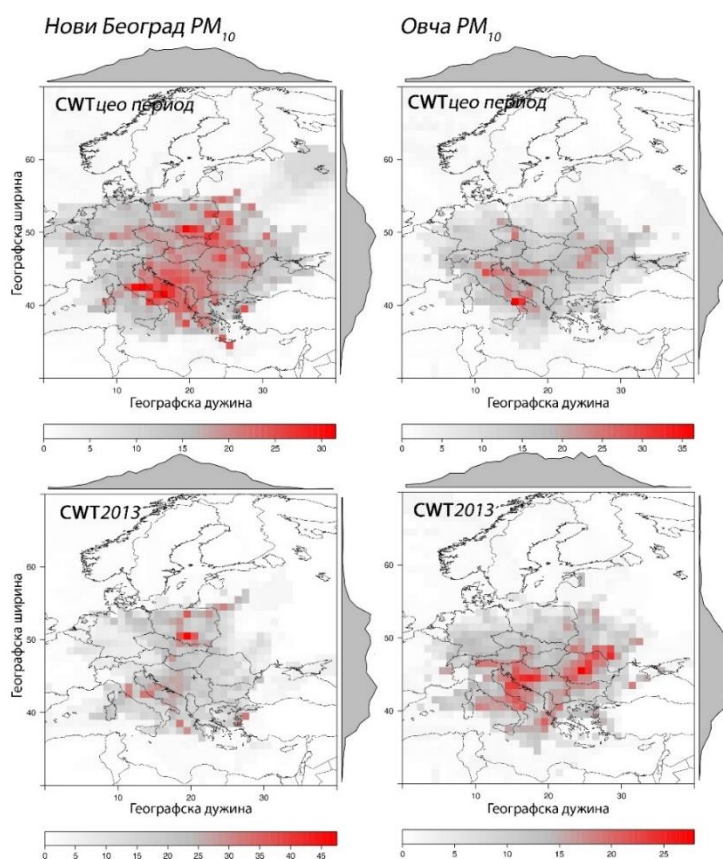 Нови Београд PM10
Овча PM10
CWTцео период
CWTцео период
Географска ширина
60
50
40
60
50
40
10 20 30
10 20 30
Географска дужина
Географска дужина
0 5 10 15 20 25 30
0 5 10 15 20 25 30 35
CWT2013
CWT2013
Географска ширина
60
50
40
60
50
40
10 20 30
10 20 30
Географска дужина
Географска дужина
0 5 10 15 20 25 30 35 40 45
0 5 10 15 20 25